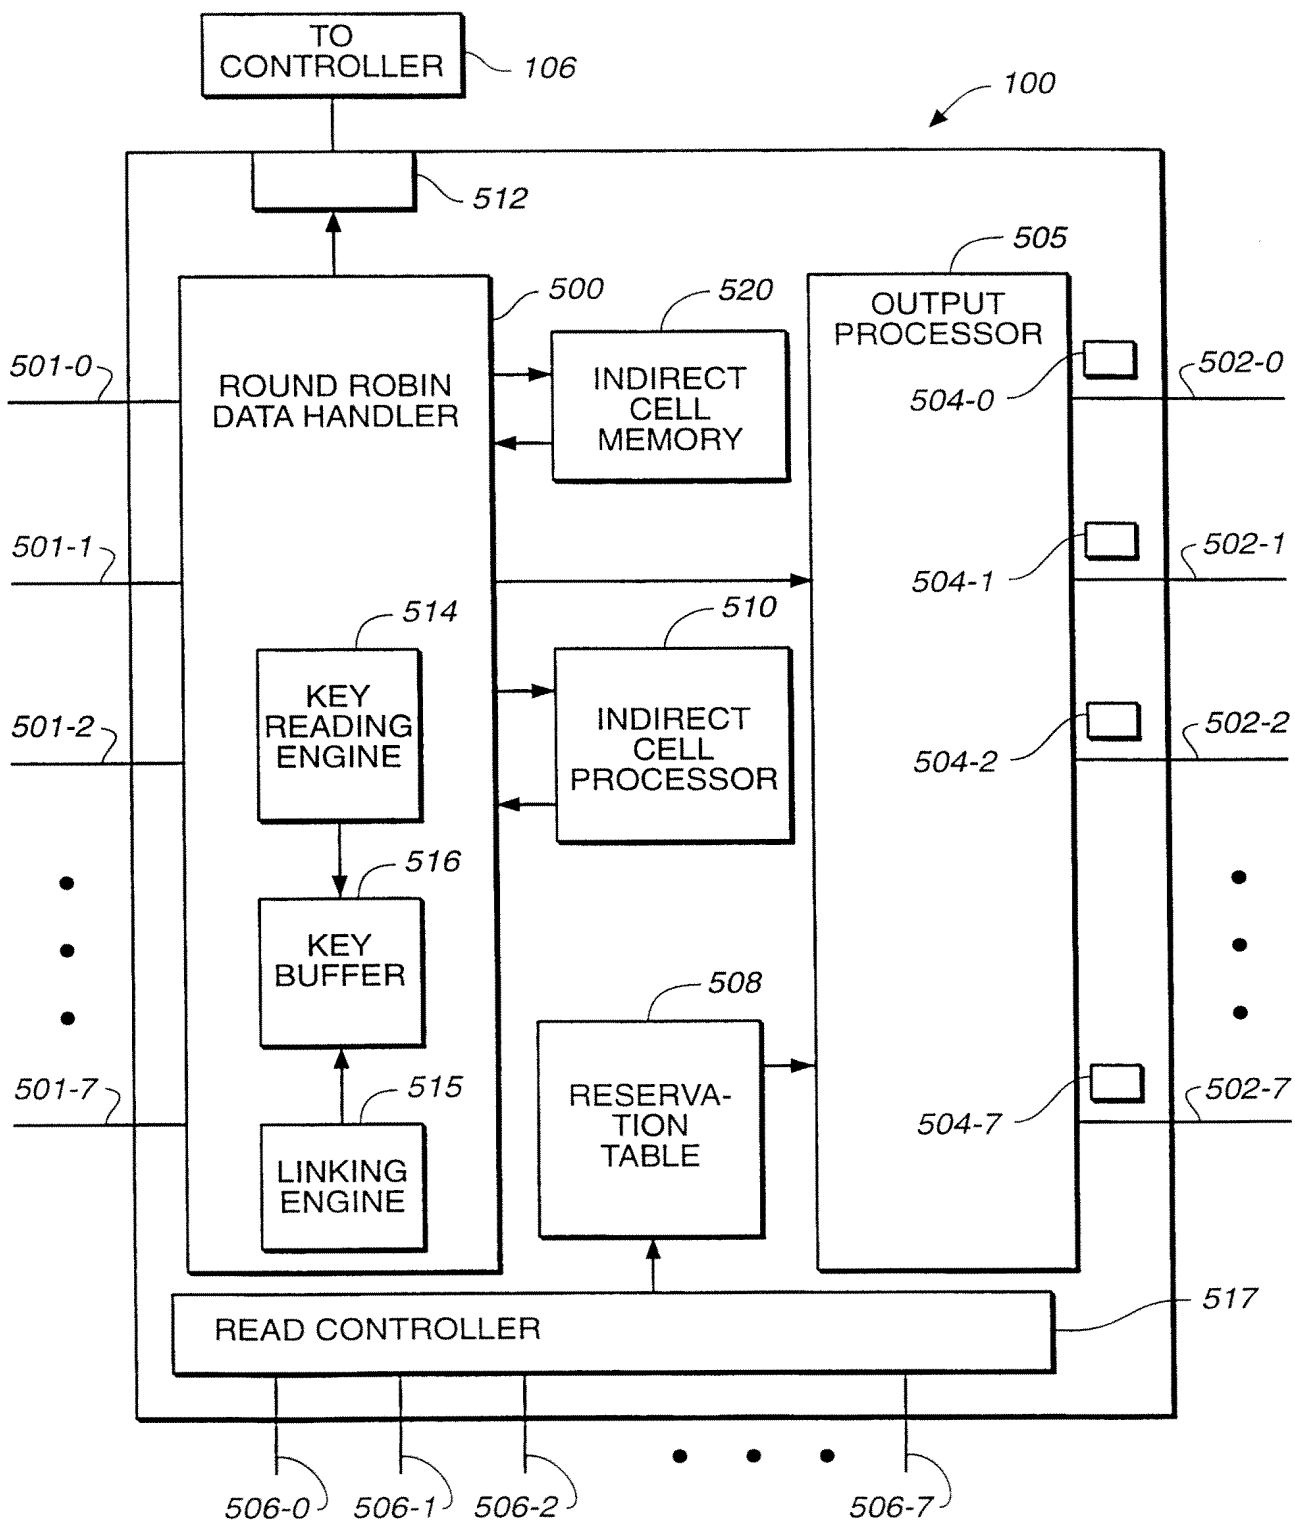 TO
CONTROLLER
106
100
512
505
500
520
OUTPUT
PROCESSOR
501-0
ROUND ROBIN
DATA HANDLER
INDIRECT
CELL
MEMORY
504-0
502-0
501-1
504-1
502-1
514
510
KEY
READING
ENGINE
INDIRECT
CELL
PROCESSOR
501-2
504-2
502-2
516
KEY
BUFFER
508
501-7
515
RESERVA-
TION
TABLE
504-7
502-7
LINKING
ENGINE
517
READ CONTROLLER
506-0
506-1
506-2
506-7